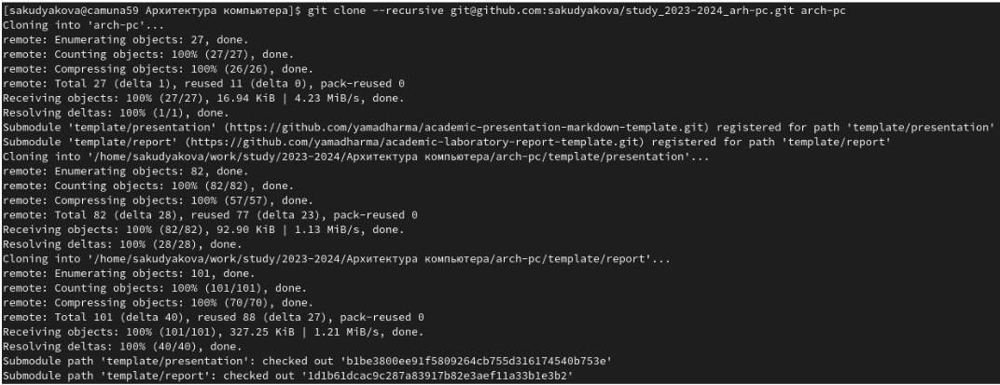 [sakudyakova@camuna59 Архитектура компьютера]$ git clone --recursive git@github.com:sakudyakova/study_2023-2024_arh-pc.git arch-pc
Cloning into 'arch-pc'...
remote: Enumerating objects: 27, done.
remote: Counting objects: 100% (27/27), done.
remote: Compressing objects: 100% (26/26), done.
remote: Total 27 (delta 1), reused 11 (delta 0), pack-reused 0
Receiving objects: 100% (27/27), 16.94 KiB | 4.23 MiB/s, done.
Resolving deltas: 100% (1/1), done.
Submodule 'template/presentation' (https://github.com/yamadharma/academic-presentation-markdown-template.git) registered for path 'template/presentation'
Submodule 'template/report' (https://github.com/yamadharma/academic-laboratory-report-template.git) registered for path 'template/report'
Cloning into '/home/sakudyakova/work/study/2023-2024/Архитектура компьютера/arch-pc/template/presentation'...
remote: Enumerating objects: 82, done.
remote: Counting objects: 100% (82/82), done.
remote: Compressing objects: 100% (57/57), done.
remote: Total 82 (delta 28), reused 77 (delta 23), pack-reused 0
Receiving objects: 100% (82/82), 92.90 KiB | 1.13 MiB/s, done.
Resolving deltas: 100% (28/28), done.
Cloning into '/home/sakudyakova/work/study/2023-2024/Архитектура компьютера/arch-pc/template/report'...
remote: Enumerating objects: 101, done.
remote: Counting objects: 100% (101/101), done.
remote: Compressing objects: 100% (70/70), done.
remote: Total 101 (delta 40), reused 88 (delta 27), pack-reused 0
Receiving objects: 100% (101/101), 327.25 KiB | 1.21 MiB/s, done.
Resolving deltas: 100% (40/40), done.
Submodule path 'template/presentation': checked out 'b1be3800ee91f5809264cb755d316174540b753e'
Submodule path 'template/report': checked out '1d1b61dcac9c287a83917b82e3aef11a33b1e3b2'